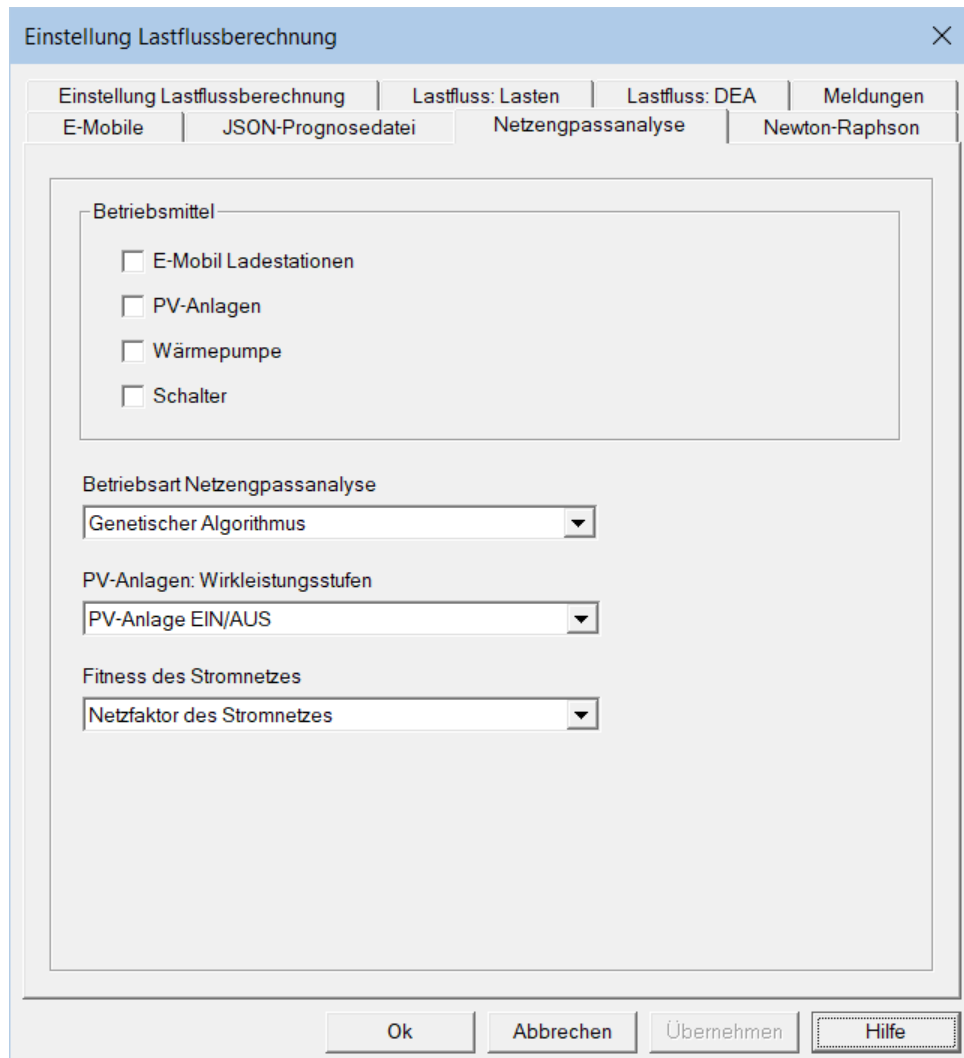 Einstellung Lastflussberechnung
Einstellung Lastflussberechnung Lastfluss: Lasten Lastfluss: DEA Meldungen
E-Mobile JSON-Prognosedatei Netzengpassanalyse Newton-Raphson
Betriebsmittel
E-Mobil Ladestationen
PV-Anlagen
Wärmepumpe
Schalter
Betriebsart Netzengpassanalyse
Genetischer Algorithmus
PV-Anlagen: Wirkleistungsstufen
PV-Anlage EIN/AUS
Fitness des Stromnetzes
Netzfaktor des Stromnetzes
Ok Abbrechen Übernehmen Hilfe